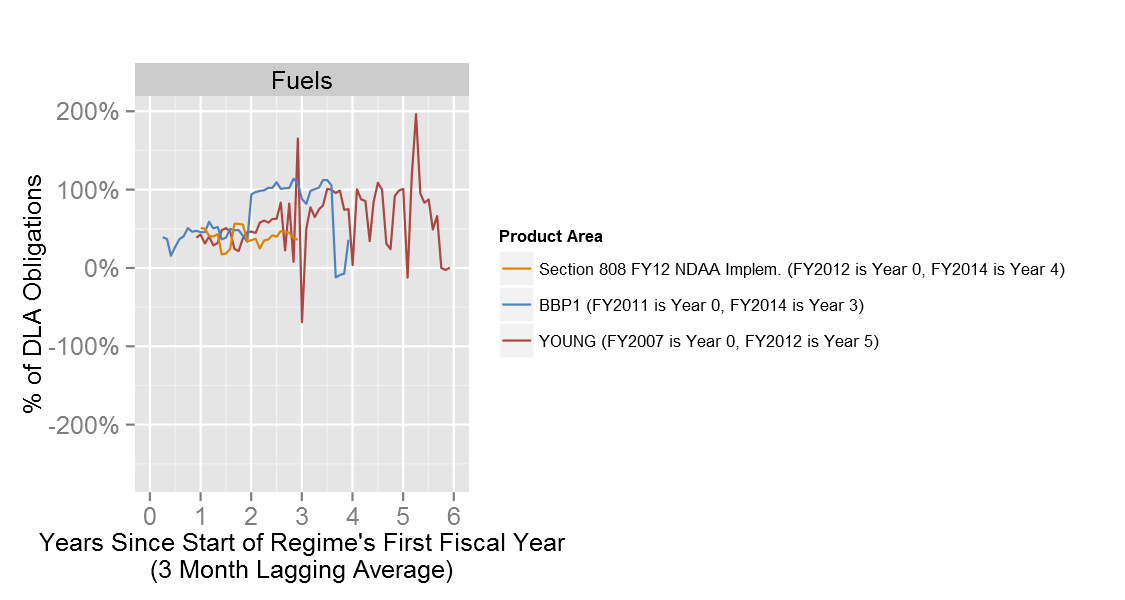 Fuels
% of DLA Obligations
200%
100%
0%
-100%
-200%
0 1 2 3 4 5 6
Years Since Start of Regime's First Fiscal Year
(3 Month Lagging Average)
Product Area
Section 808 FY12 NDAA Implem. (FY2012 is Year 0, FY2014 is Year 4)
BBP1 (FY2011 is Year 0, FY2014 is Year 3)
YOUNG (FY2007 is Year 0, FY2012 is Year 5)